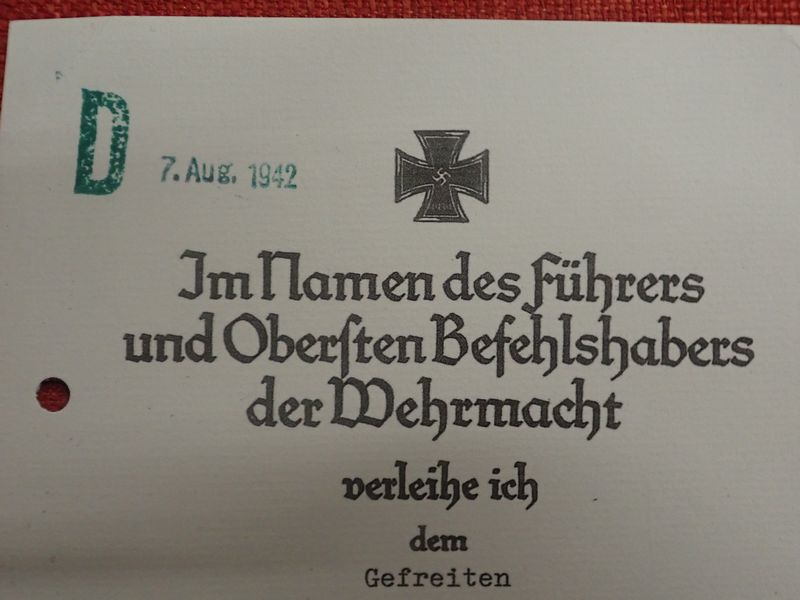 D
7. Aug. 1942
Im Namen des Führers
und Oberſten Befehlshabers
der Wehrmacht
verleihe ich
dem
Gefreiten